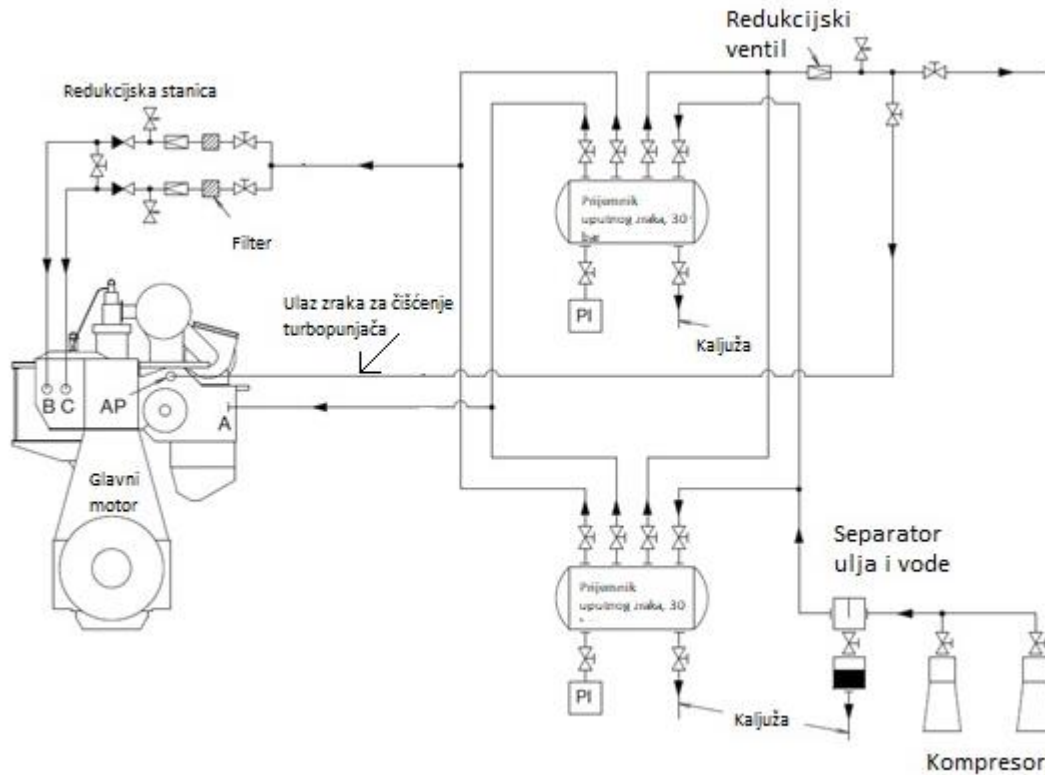 Redukcijski
ventil
Redukcijska stanica
Filter
Prijemnik
uputnog zraka, 30
bar
PI
Kaljuža
Ulaz zraka za čišćenje
turbopunjača
B C AP A
Glavni
motor
Prijemnik
uputnog zraka, 30
PI
Kaljuža
Separator
ulja i vode
Kompresor